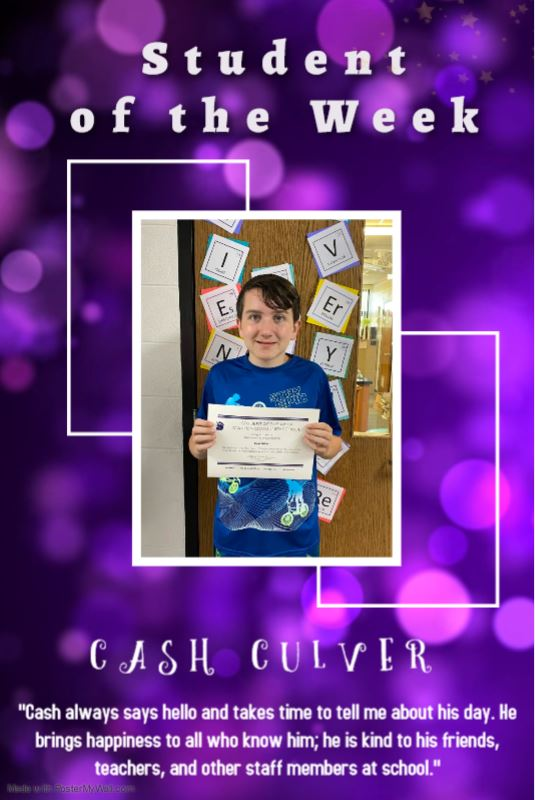 Student
of the Week
I
V
Es
Er
N
Y
Re
CASH CULVER
"Cash always says hello and takes time to tell me about his day. He
brings happiness to all who know him; he is kind to his friends,
teachers, and other staff members at school."
Made with PosterMyWall.com